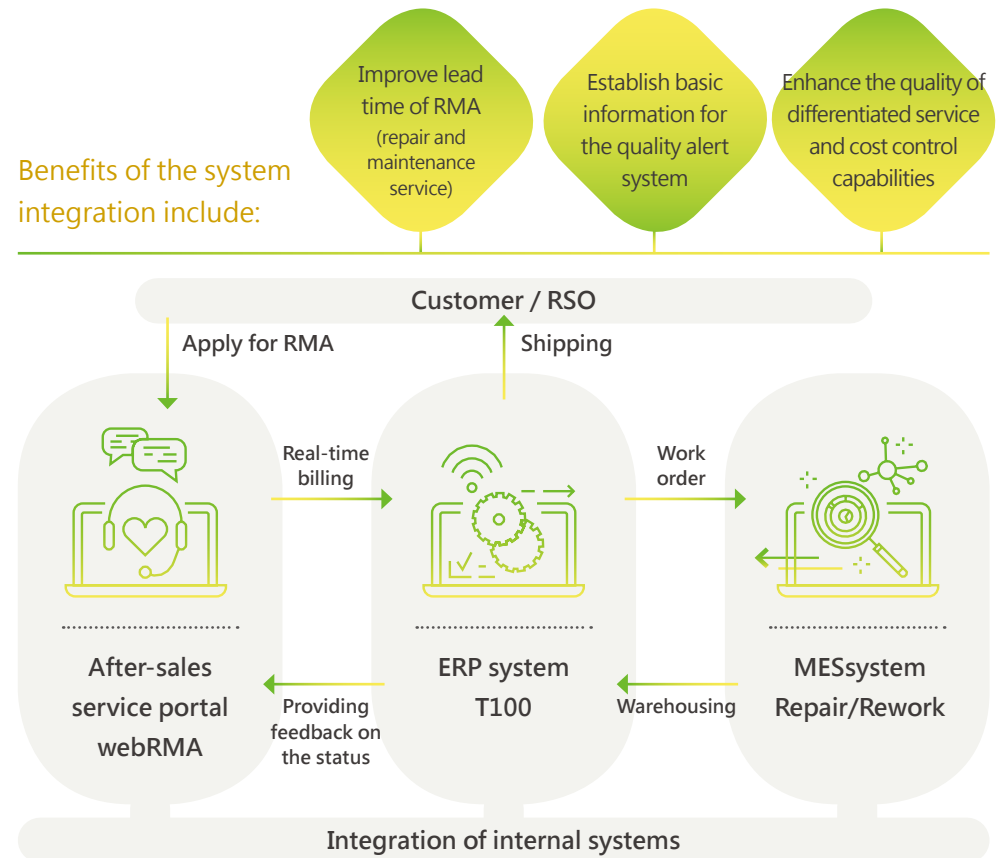 Improve lead
time of RMA
(repair and
maintenance
service)
Establish basic
information for
the quality alert
system
Enhance the quality of
differentiated service
and cost control
capabilities
Benefits of the system
integration include:
Customer / RSO
Apply for RMA
Shipping
Real-time
billing
Work
order
After-sales
service portal
webRMA
ERP system
T100
MESsystem
Repair/Rework
Providing
feedback on
the status
Warehousing
Integration of internal systems